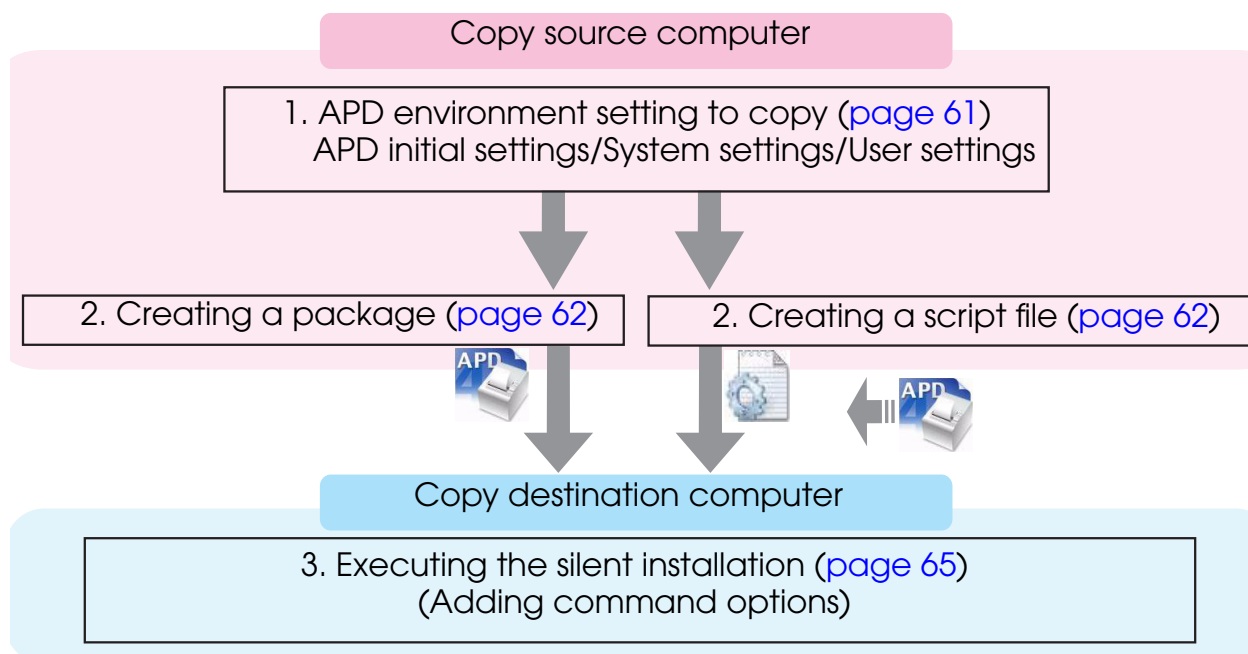 Copy source computer
1. APD environment setting to copy (page 61)
APD initial settings/System settings/User settings
2. Creating a package (page 62)
2. Creating a script file (page 62)
APD
APD
Copy destination computer
3. Executing the silent installation (page 65)
(Adding command options)